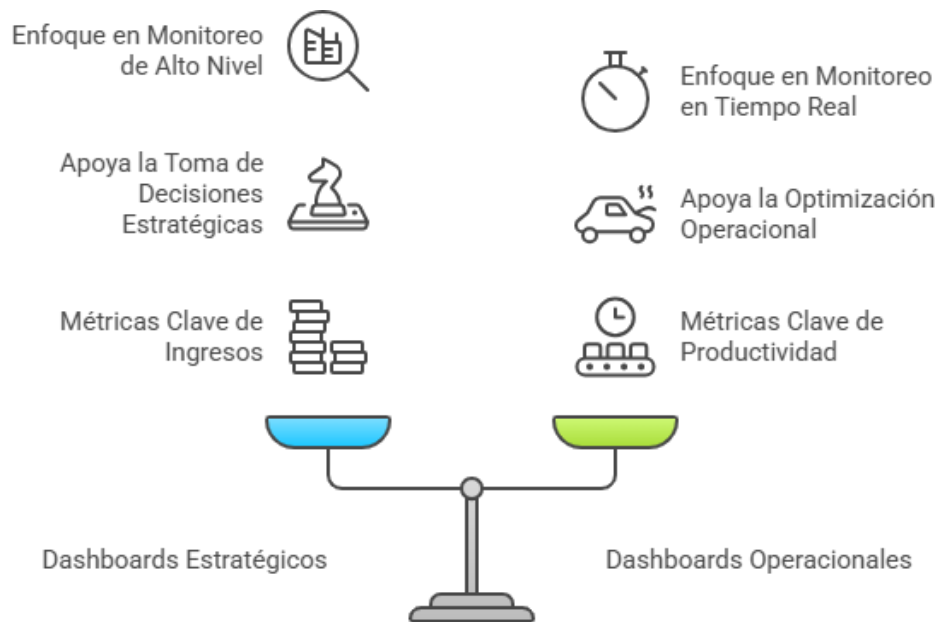 Enfoque en Monitoreo
de Alto Nivel
Apoya la Toma de
Decisiones
Estratégicas
Métricas Clave de
Ingresos
Enfoque en Monitoreo
en Tiempo Real
Apoya la Optimización
Operacional
Métricas Clave de
Productividad
Dashboards Estratégicos
Dashboards Operacionales